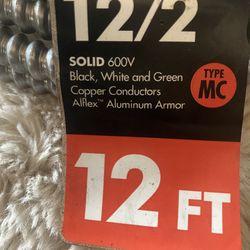 12/2
SOLID 600V
Black, White and Green
Copper Conductors
Alflex™ Aluminum Armor
TYPE
MC
12 FT